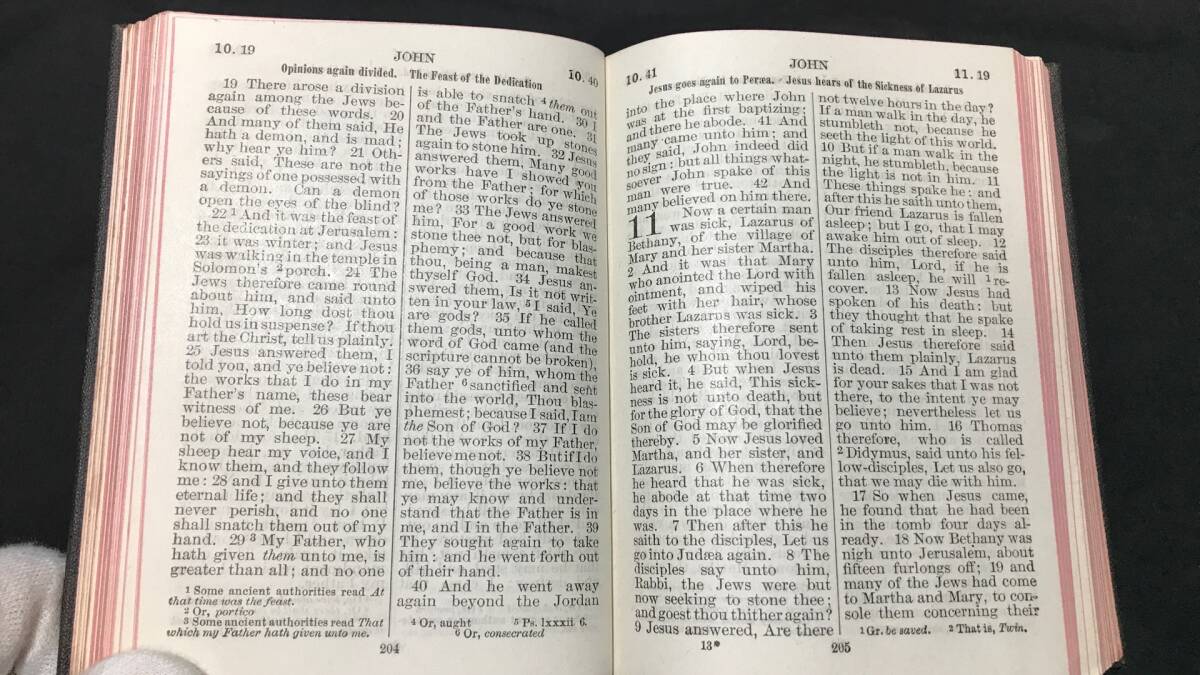 10. 19
JOHN
10. 40
Opinions again divided. The Feast of the Dedication
19 There arose a division
again among the Jews be-
cause of these words. 20
And many of them said, He
hath a demon, and is mad;
why hear ye him? 21 Oth-
ers said, These are not the
sayings of one possessed with
a demon. Can a demon
open the eyes of the blind?
22 1 And it was the feast of
the dedication at Jerusalem:
23 it was winter; and Jesus
was walking in the temple in
Solomon's 2 porch. 24 The
Jews therefore came round
about him, and said unto
him, How long dost thou
hold us in suspense? If thou
art the Christ, tell us plainly.
25 Jesus answered them, I
told you, and ye believe not:
the works that I do in my
Father's name, these bear
witness of me. 26 But ye
believe not, because ye are
not of my sheep. 27 My
sheep hear my voice, and I
know them, and they follow
me: 28 and I give unto them
eternal life; and they shall
never perish, and no one
shall snatch them out of my
hand. 29 3 My Father, who
hath given them unto me, is
greater than all; and no one
1 Some ancient authorities read At
that time was the feast.
2 Or, portico
3 Some ancient authorities read That
which my Father hath given unto me.
is able to snatch 4 them out
of the Father's hand. 30 I
and the Father are one. 31
The Jews took up stones
again to stone him. 32 Jesus
answered them, Many good
works have I showed you
from the Father; for which
of those works do ye stone
me? 33 The Jews answered
him, For a good work we
stone thee not, but for blas-
phemy; and because that
thou, being a man, makest
thyself God. 34 Jesus an-
swered them, Is it not writ-
ten in your law, 5 I said, Ye
are gods? 35 If he called
them gods, unto whom the
word of God came (and the
scripture cannot be broken),
36 say ye of him, whom the
Father 6 sanctified and sent
into the world, Thou blas-
phemest; because I said, I am
the Son of God? 37 If I do
not the works of my Father,
believe me not. 38 But if I do
them, though ye believe not
me, believe the works: that
ye may know and under-
stand that the Father is in
me, and I in the Father. 39
They sought again to take
him: and he went forth out
of their hand.
40 And he went away
again beyond the Jordan
4 Or, aught 5 Ps. lxxxii 6.
6 Or, consecrated
204
10. 41
JOHN
11. 19
Jesus goes again to Peræa. - Jesus hears of the Sickness of Lazarus
into the place where John
was at the first baptizing;
and there he abode. 41 And
many came unto him; and
they said, John indeed did
no sign: but all things what-
soever John spake of this
man were true. 42 And
many believed on him there.
11 Now a certain man
was sick, Lazarus of
Bethany, of the village of
Mary and her sister Martha.
2 And it was that Mary
who anointed the Lord with
ointment, and wiped his
feet with her hair, whose
brother Lazarus was sick. 3
The sisters therefore sent
unto him, saying, Lord, be-
hold, he whom thou lovest
is sick. 4 But when Jesus
heard it, he said, This sick-
ness is not unto death, but
for the glory of God, that the
Son of God may be glorified
thereby. 5 Now Jesus loved
Martha, and her sister, and
Lazarus. 6 When therefore
he heard that he was sick,
he abode at that time two
days in the place where he
was. 7 Then after this he
saith to the disciples, Let us
go into Judæa again. 8 The
disciples say unto him,
Rabbi, the Jews were but
now seeking to stone thee;
and goest thou thither again?
9 Jesus answered, Are there
not twelve hours in the day?
If a man walk in the day, he
stumbleth not, because he
seeth the light of this world.
10 But if a man walk in the
night, he stumbleth, because
the light is not in him. 11
These things spake he: and
after this he saith unto them,
Our friend Lazarus is fallen
asleep; but I go, that I may
awake him out of sleep. 12
The disciples therefore said
unto him, Lord, if he is
fallen asleep, he will 1 re-
cover. 13 Now Jesus had
spoken of his death: but
they thought that he spake
of taking rest in sleep. 14
Then Jesus therefore said
unto them plainly, Lazarus
is dead. 15 And I am glad
for your sakes that I was not
there, to the intent ye may
believe; nevertheless let us
go unto him. 16 Thomas
therefore, who is called
2 Didymus, said unto his fel-
low-disciples, Let us also go,
that we may die with him.
17 So when Jesus came,
he found that he had been
in the tomb four days al-
ready. 18 Now Bethany was
nigh unto Jerusalem, about
fifteen furlongs off; 19 and
many of the Jews had come
to Martha and Mary, to con-
sole them concerning their
1 Gr. be saved. 2 That is, Twin.
13*
205